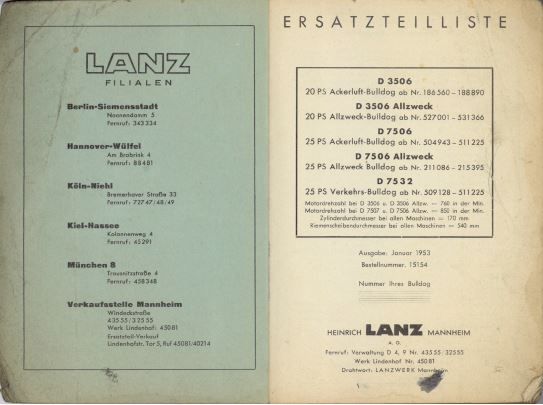 LANZ
FILIALEN
Berlin-Siemensstadt
Nonnendamm 5
Fernruf: 343334
Hannover-Wülfel
Am Brabrink 4
Fernruf: 88481
Köln-Niehl
Bremerhaver Straße 33
Fernruf: 72747/48/49
Kiel-Hassee
Kolonnenweg 4
Fernruf: 45291
München 8
Trausnitzstraße 4
Fernruf: 458348
Verkaufsstelle Mannheim
Windeckstraße
43555/32555
Werk Lindenhof: 45081
Ersatzteil-Verkauf
Lindenhofstr, Tor 5, Ruf 45081/40214
ERSATZTEILLISTE
D 3506
20 PS Ackerluft-Bulldog ab Nr. 186560-188890
D 3506 Allzweck
20 PS Allzweck-Bulldog ab Nr. 527001-531366
D 7506
25 PS Ackerluft-Bulldog ab Nr. 504943-511225
D 7506 Allzweck
25 PS Allzweck Bulldog ab Nr. 211086-215395
D 7532
25 PS Verkehrs-Bulldog ab Nr. 509128-511225
Motordrehzahl bei D 3506 u. D 3506 Allzw. — 760 in der Min.
Motordrehzahl bei D 7507 u. D 7506 Allzw. — 850 in der Min.
Zylinderdurchmesser bei allen Maschinen — 170 mm
Riemenscheibendurchmesser bei allen Maschinen — 540 mm
Ausgabe: Januar 1953
Bestellnummer, 15154
Nummer Ihres Bulldog
HEINRICH LANZ MANNHEIM
A. G.
Fernruf: Verwaltung D 4, 9 Nr. 43555/32555
Werk Lindenhof Nr. 45081
Drahtwort: LANZWERK Mannheim